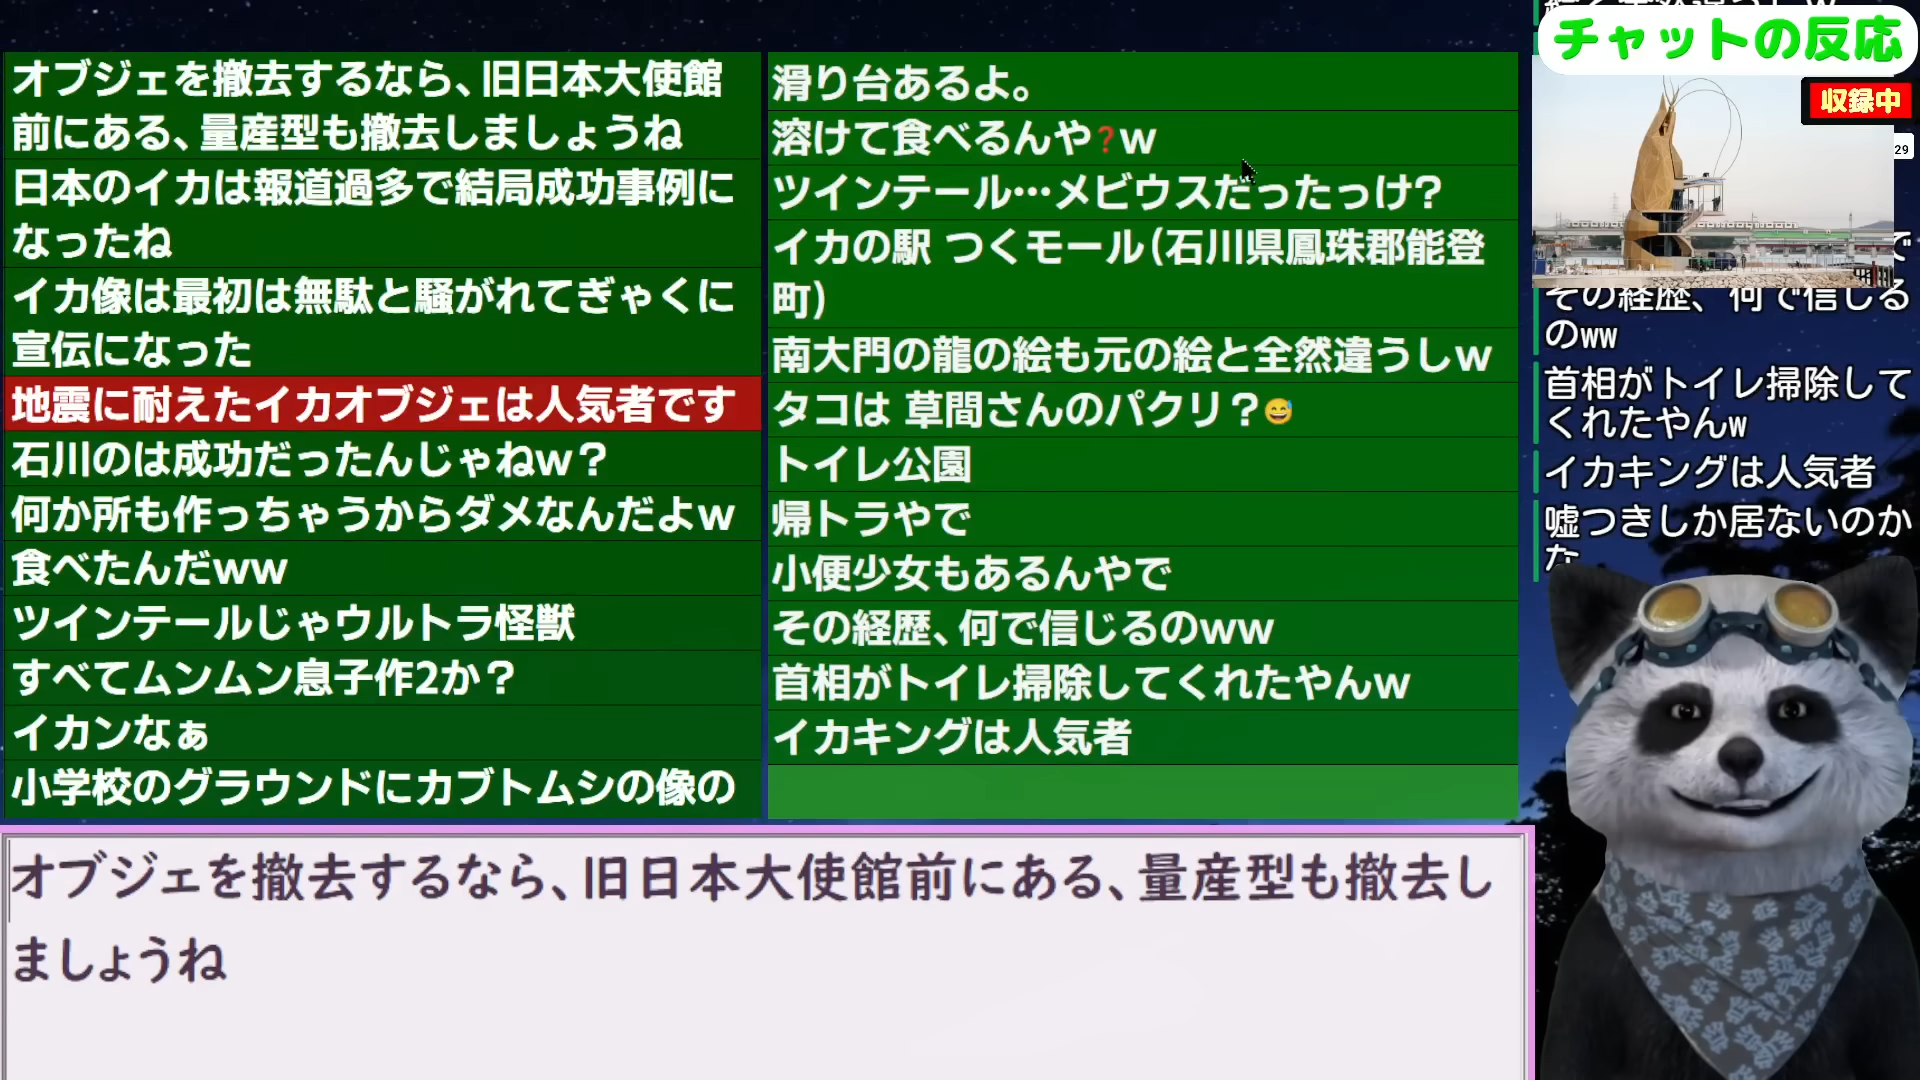 オブジェを撤去するなら、旧日本大使館
前にある、量産型も撤去しましょうね
日本のイカは報道過多で結局成功事例に
なったね
イカ像は最初は無駄と騒がれてぎゃくに
宣伝になった
地震に耐えたイカオブジェは人気者です
石川のは成功だったんじゃねw？
何か所も作っちゃうからダメなんだよw
食べたんだww
ツインテールじゃウルトラ怪獣
すべてムンムン息子作2か？
イカンなぁ
小学校のグラウンドにカブトムシの像の
滑り台あるよ。
溶けて食べるんや❓w
ツインテール…メビウスだったっけ？
イカの駅 つくモール(石川県鳳珠郡能登
町)
南大門の龍の絵も元の絵と全然違うしw
タコは 草間さんのパクリ？😅
トイレ公園
帰トラやで
小便少女もあるんやで
その経歴、何で信じるのww
首相がトイレ掃除してくれたやんw
イカキングは人気者
オブジェを撤去するなら、旧日本大使館前にある、量産型も撤去し
ましょうね
チャットの反応
収録中
29
で
その経歴、何で信じる
のww
首相がトイレ掃除して
くれたやんw
イカキングは人気者
嘘つきしか居ないのか
な